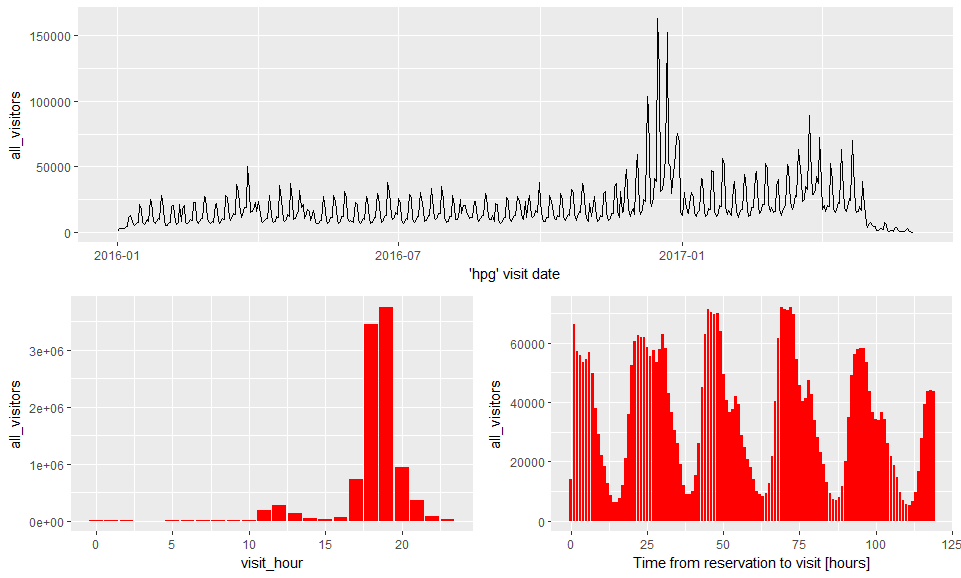 all_visitors
150000
100000
50000
0
2016-01 2016-07 2017-01
'hpg' visit date
all_visitors
3e+06
2e+06
1e+06
0e+00
0 5 10 15 20
visit_hour
all_visitors
60000
40000
20000
0
0 25 50 75 100 125
Time from reservation to visit [hours]